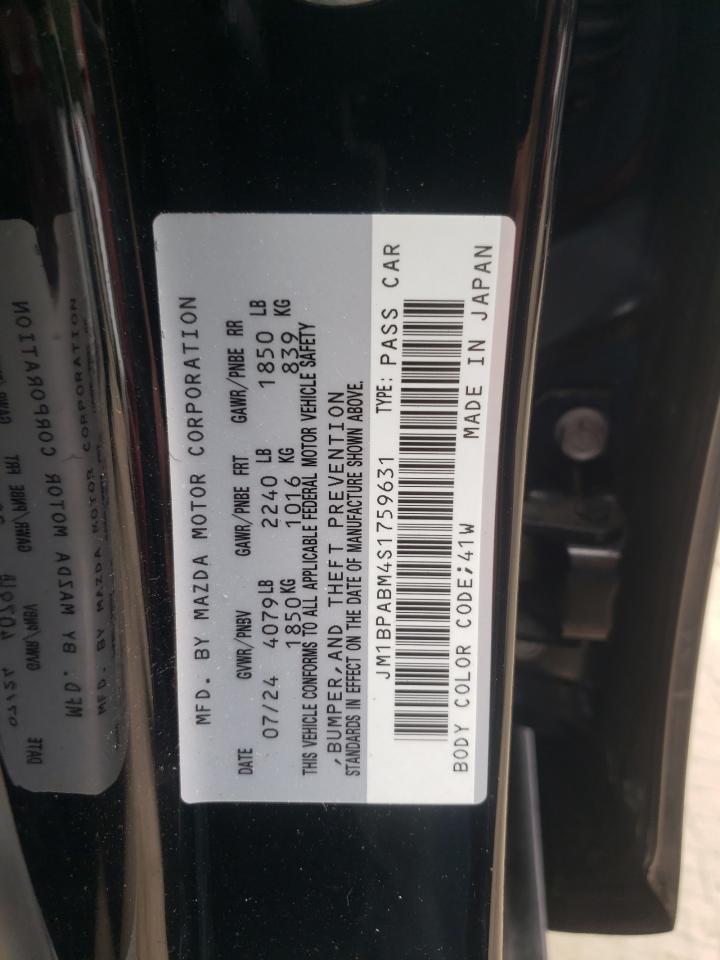 MFD. BY MAZDA MOTOR CORPORATION
DATE GVWR/PNBV GAWR/PNBE FRT GAWR/PNBE RR
07/24 4079LB 2240 LB 1850 LB
1850KG 1016 KG 839 KG
THIS VEHICLE CONFORMS TO ALL APPLICABLE FEDERAL MOTOR VEHICLE SAFETY
,BUMPER,AND THEFT PREVENTION
STANDARDS IN EFFECT ON THE DATE OF MANUFACTURE SHOWN ABOVE.
JM1BPABM4S1759631 TYPE: PASS CAR
BODY COLOR CODE;41W MADE IN JAPAN